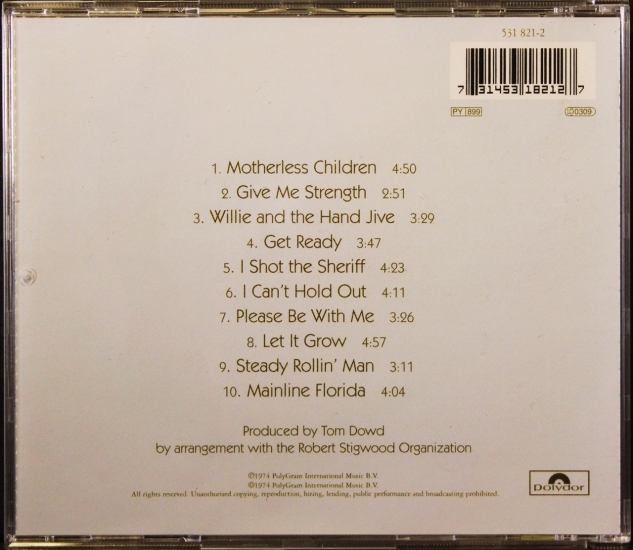 531 821-2
7 31453 18212 7
PY 899
0309
1. Motherless Children 4:50
2. Give Me Strength 2:51
3. Willie and the Hand Jive 3:29
4. Get Ready 3:47
5. I Shot the Sheriff 4:23
6. I Can't Hold Out 4:11
7. Please Be With Me 3:26
8. Let It Grow 4:57
9. Steady Rollin' Man 3:11
10. Mainline Florida 4:04
Produced by Tom Dowd
by arrangement with the Robert Stigwood Organization
℗1974 PolyGram International Music B.V.
©1974 PolyGram International Music B.V.
All rights reserved. Unauthorized copying, reproduction, hiring, lending, public performance and broadcasting prohibited.
Polydor